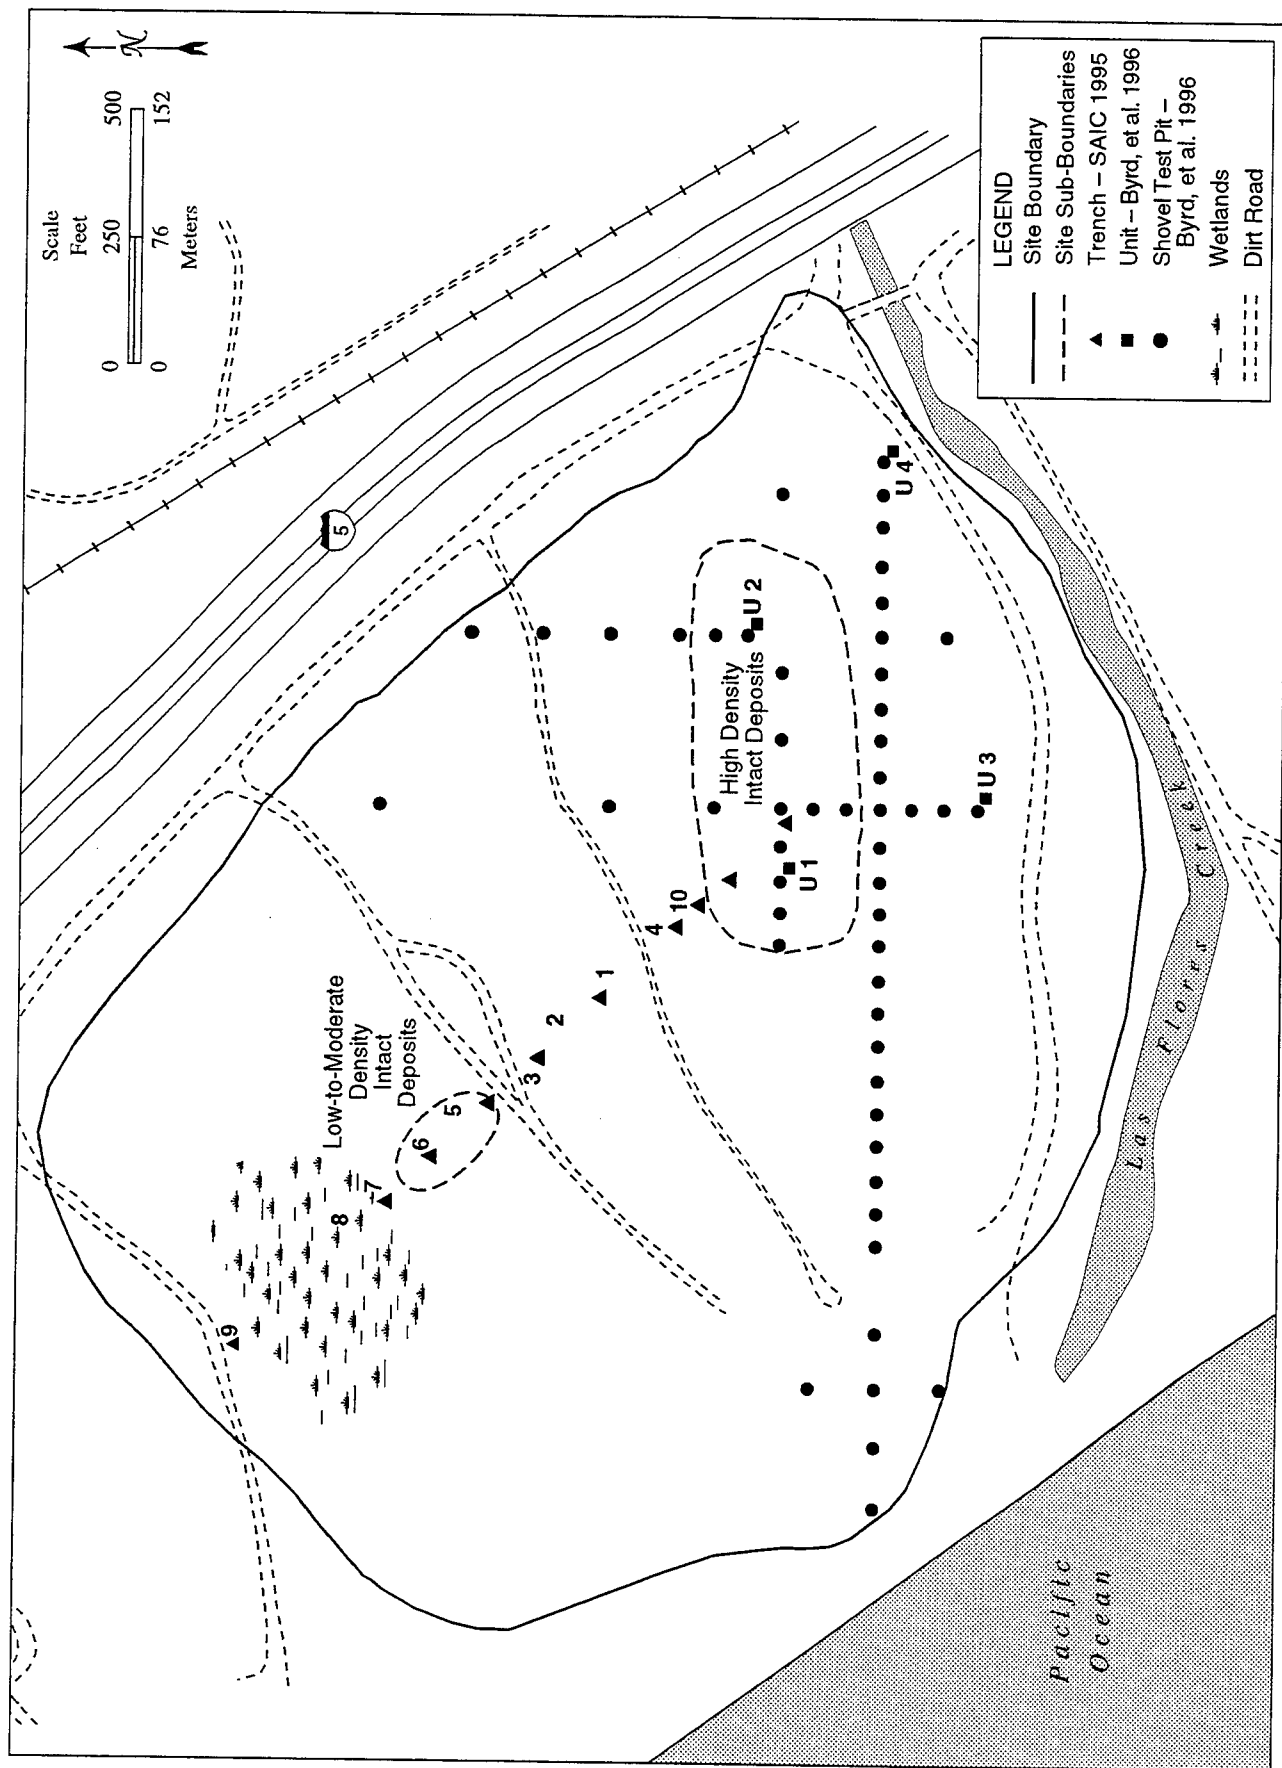 Scale
Feet
0 250 500
0 76 152
Meters
N
5
Low-to-Moderate
Density
Intact
Deposits
9
8
7
6
5
3
2
1
4
10
High Density
Intact Deposits
U 1
U 2
U 3
U 4
Las Flores Creek
Pacific
Ocean
LEGEND
Site Boundary
Site Sub-Boundaries
Trench – SAIC 1995
Unit – Byrd, et al. 1996
Shovel Test Pit –
Byrd, et al. 1996
Wetlands
Dirt Road